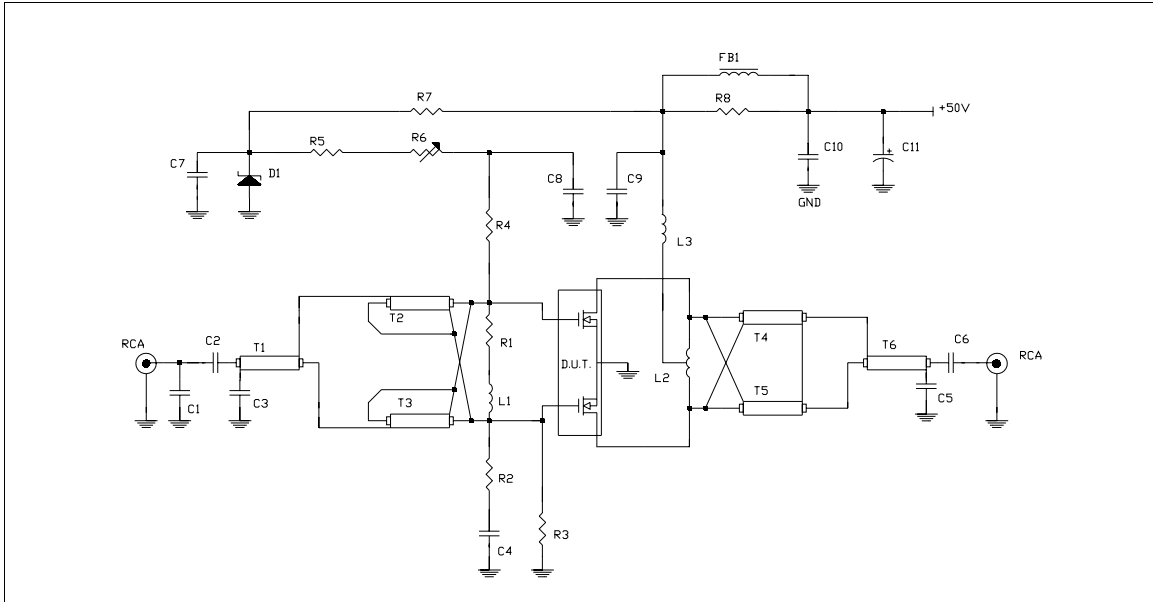 FB1
R7
R8
+50V
R5
R6
C7
D1
C8
C9
C10
C11
GND
R4
L3
T2
RCA
C2
T1
R1
T4
T6
C6
RCA
D.U.T.
L2
C1
C3
T3
L1
T5
C5
R2
C4
R3